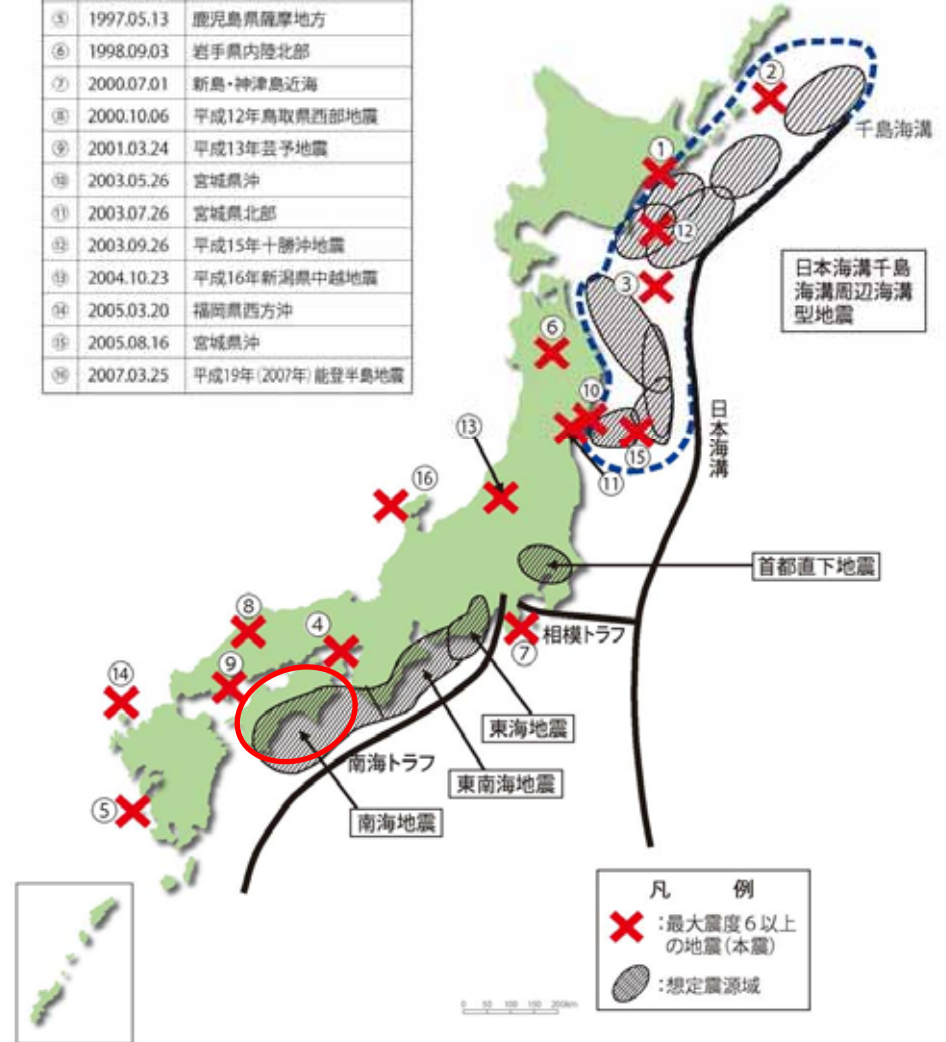 ⑤ 1997.05.13 鹿児島県薩摩地方
⑥ 1998.09.03 岩手県内陸北部
⑦ 2000.07.01 新島・神津島近海
⑧ 2000.10.06 平成12年鳥取県西部地震
⑨ 2001.03.24 平成13年芸予地震
⑩ 2003.05.26 宮城県沖
⑪ 2003.07.26 宮城県北部
⑫ 2003.09.26 平成15年十勝沖地震
⑬ 2004.10.23 平成16年新潟県中越地震
⑭ 2005.03.20 福岡県西方沖
⑮ 2005.08.16 宮城県沖
⑯ 2007.03.25 平成19年(2007年)能登半島地震
②
千島海溝
①
⑫
日本海溝千島
海溝周辺海溝
型地震
③
⑥
⑩
日本海溝
⑬
⑮
⑪
⑯
首都直下地震
⑧
④
相模トラフ
⑦
⑨
⑭
東海地震
南海トラフ
東南海地震
⑤
南海地震
凡 例
:最大震度6以上
の地震(本震)
:想定震源域
0 50 100 150 200km